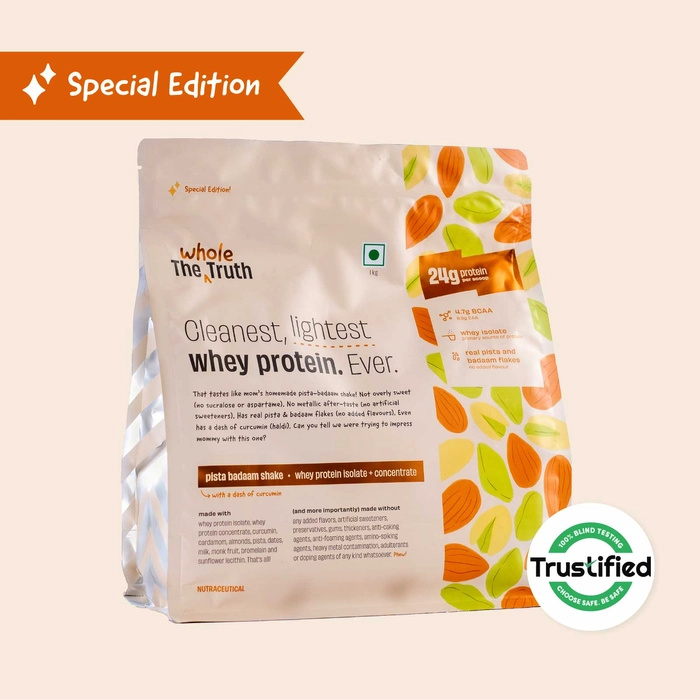 Special Edition
Special Edition!
The whole Truth
1 kg
24g protein
per scoop
4.7g BCAA
whey isolate
real pista and
badaam flakes
no added flavour
Cleanest, lightest
whey protein. Ever.
That tastes like mom's homemade pista-badaam shake! Not overly sweet
(no sucralose or aspartame). No metallic after-taste (no artificial
sweeteners). Has real pista & badaam flakes (no added flavours). Even
has a dash of curcumin (haldi). Can you tell we were trying to impress
mommy with this one?
pista badaam shake • whey protein isolate + concentrate
with a dash of curcumin
made with
whey protein isolate, whey
protein concentrate, curcumin,
cardamom, almonds, pista, dates,
milk, monk fruit, bromelain and
sunflower lecithin. That's all!
(and more importantly) made without
any added flavors, artificial sweeteners,
preservatives, gums, thickeners, anti-caking
agents, anti-foaming agents, amino-spiking
agents, heavy metal contamination, adulterants
or doping agents of any kind whatsoever. Phew!
NUTRACEUTICAL
100% BLIND TESTING
Trustified
CHOOSE SAFE. BE SAFE